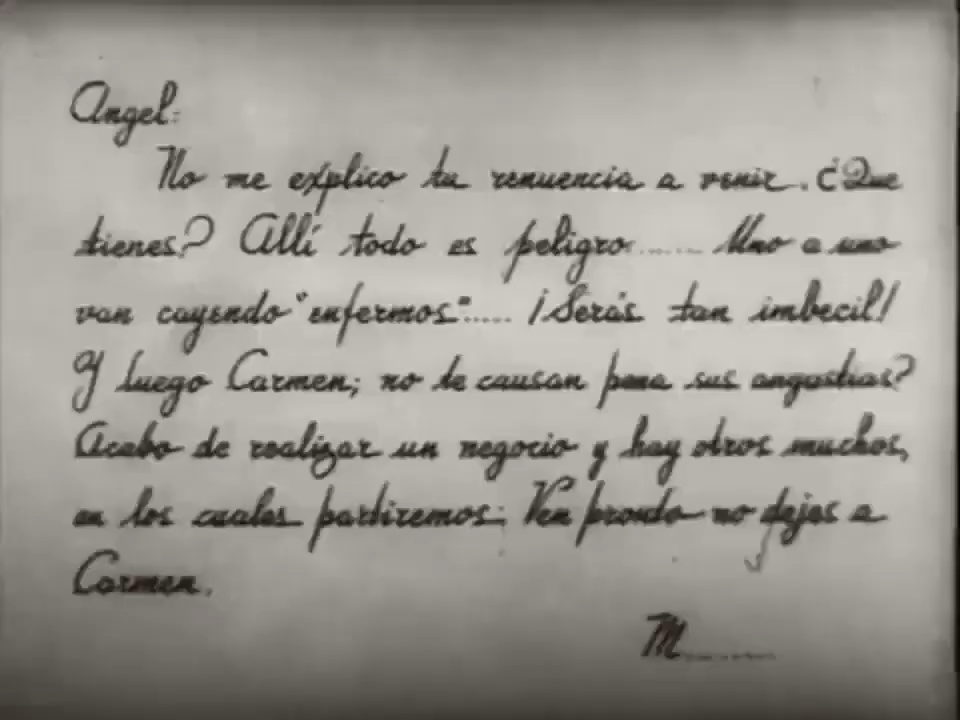 Angel:
No me explico tu renuencia a venir. ¿Que
tienes? Allí todo es peligro....... Uno a uno
van cayendo "enfermos"..... ¡Serás tan imbecil!
Y luego Carmen; no te causan pena sus angustias?
Acabo de realizar un negocio y hay otros muchos,
en los cuales partiremos; Ven pronto no dejes a
Carmen.
M..........